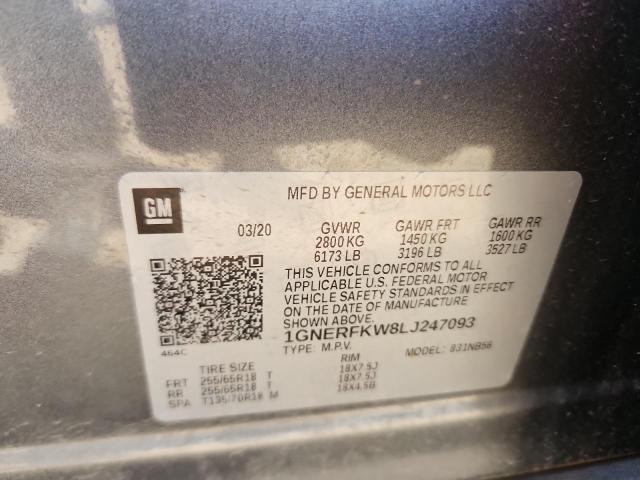 GM
MFD BY GENERAL MOTORS LLC
03/20 GVWR GAWR FRT GAWR RR
2800 KG 1450 KG 1600 KG
6173 LB 3196 LB 3527 LB
THIS VEHICLE CONFORMS TO ALL
APPLICABLE U.S. FEDERAL MOTOR
VEHICLE SAFETY STANDARDS IN EFFECT
ON THE DATE OF MANUFACTURE
SHOWN ABOVE.
1GNERFKW8LJ247093
464C
TYPE: M.P.V. MODEL: 831NB56
TIRE SIZE RIM
FRT 255/65R18 T 18X7.5J
RR 255/65R18 T 18X7.5J
SPA T135/70R18 M 18X4.5B